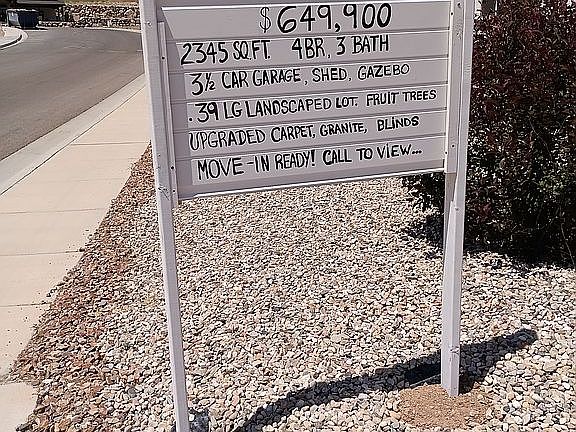 $649,900
2345 SQ.FT. 4BR, 3 BATH
3½ CAR GARAGE, SHED, GAZEBO
.39 LG LANDSCAPED LOT. FRUIT TREES
UPGRADED CARPET, GRANITE, BLINDS
MOVE-IN READY! CALL TO VIEW...